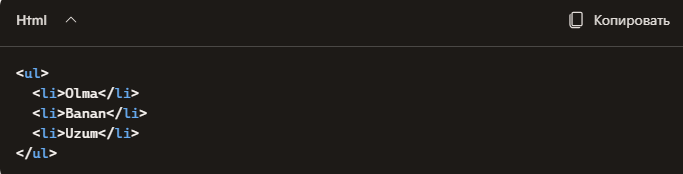 Html Копировать
<ul>
  <li>Olma</li>
  <li>Banan</li>
  <li>Uzum</li>
</ul>